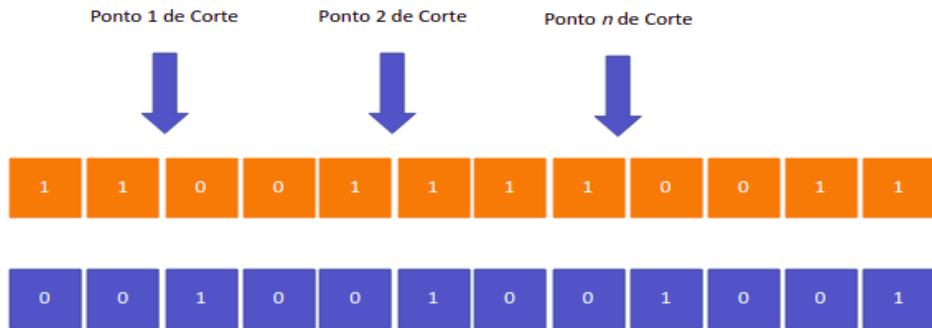 Ponto 1 de Corte Ponto 2 de Corte Ponto n de Corte
1 1 0 0 1 1 1 1 0 0 1 1
0 0 1 0 0 1 0 0 1 0 0 1